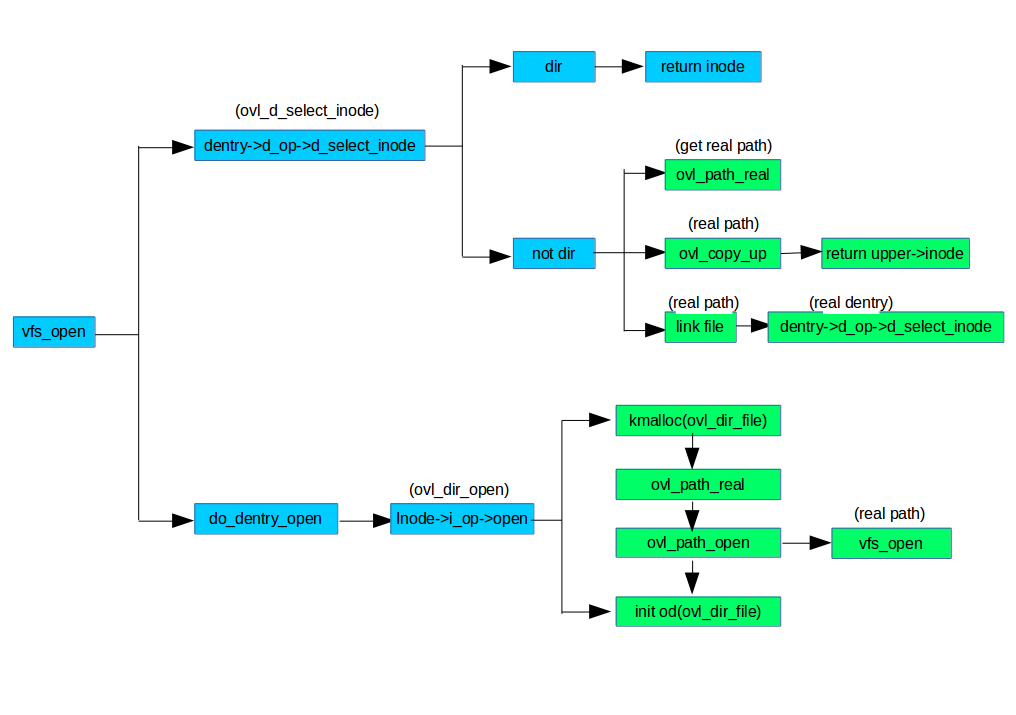 dir
return inode
(ovl_d_select_inode)
dentry->d_op->d_select_inode
(get real path)
ovl_path_real
(real path)
not dir
ovl_copy_up
return upper->inode
(real path)
(real dentry)
link file
dentry->d_op->d_select_inode
vfs_open
kmalloc(ovl_dir_file)
ovl_path_real
(ovl_dir_open)
do_dentry_open
Inode->i_op->open
(real path)
ovl_path_open
vfs_open
init od(ovl_dir_file)